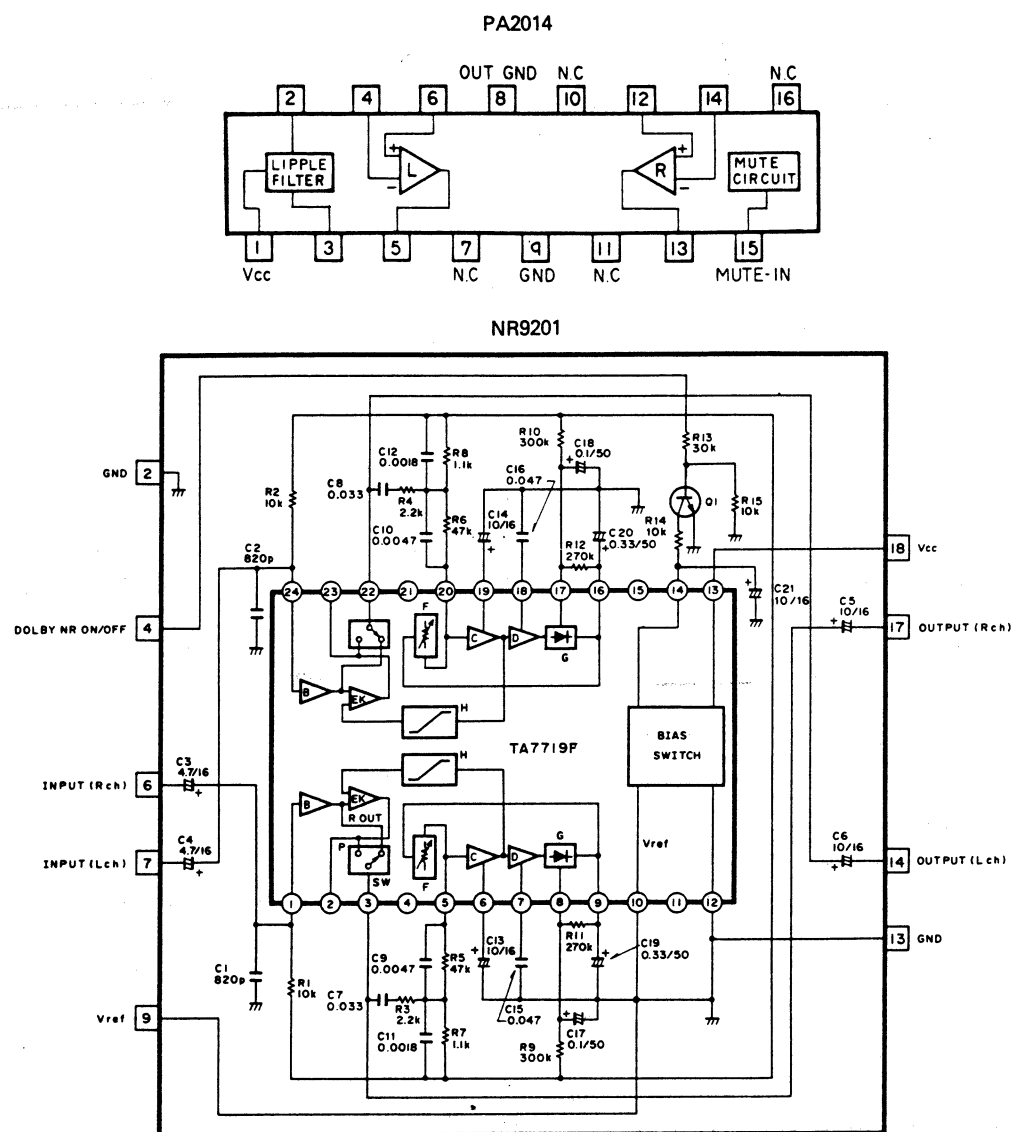 PA2014
OUT GND N.C N.C
2 4 6 8 10 12 14 16
LIPPLE
FILTER
+
L
-
+
R
-
MUTE
CIRCUIT
1 3 5 7 9 11 13 15
Vcc N.C GND N.C MUTE-IN
NR9201
GND 2
DOLBY NR ON/OFF 4
INPUT (Rch) 6
INPUT (Lch) 7
Vref 9
18 Vcc
17 OUTPUT (Rch)
14 OUTPUT (Lch)
13 GND
R2
10k
C2
820p
C12
0.0018
R8
1.1k
C8
0.033
R4
2.2k
C10
0.0047
R6
47k
C14
10/16
C16
0.047
R10
300k
C18
0.1/50
R12
270k
C20
0.33/50
R13
30k
Q1
R14
10k
R15
10k
C21
10/16
C5
10/16
24 23 22 21 20 19 18 17 16 15 14 13
F
C
D
G
B
EK
H
TA7719F
BIAS
SWITCH
H
B
EK
R OUT
P
SW
F
C
D
G
Vref
C3
4.7/16
C4
4.7/16
C6
10/16
1 2 3 4 5 6 7 8 9 10 11 12
C1
820p
R1
10k
C9
0.0047
R5
47k
C7
0.033
R3
2.2k
C11
0.0018
R7
1.1k
C13
10/16
C15
0.047
R11
270k
C19
0.33/50
C17
0.1/50
R9
300k